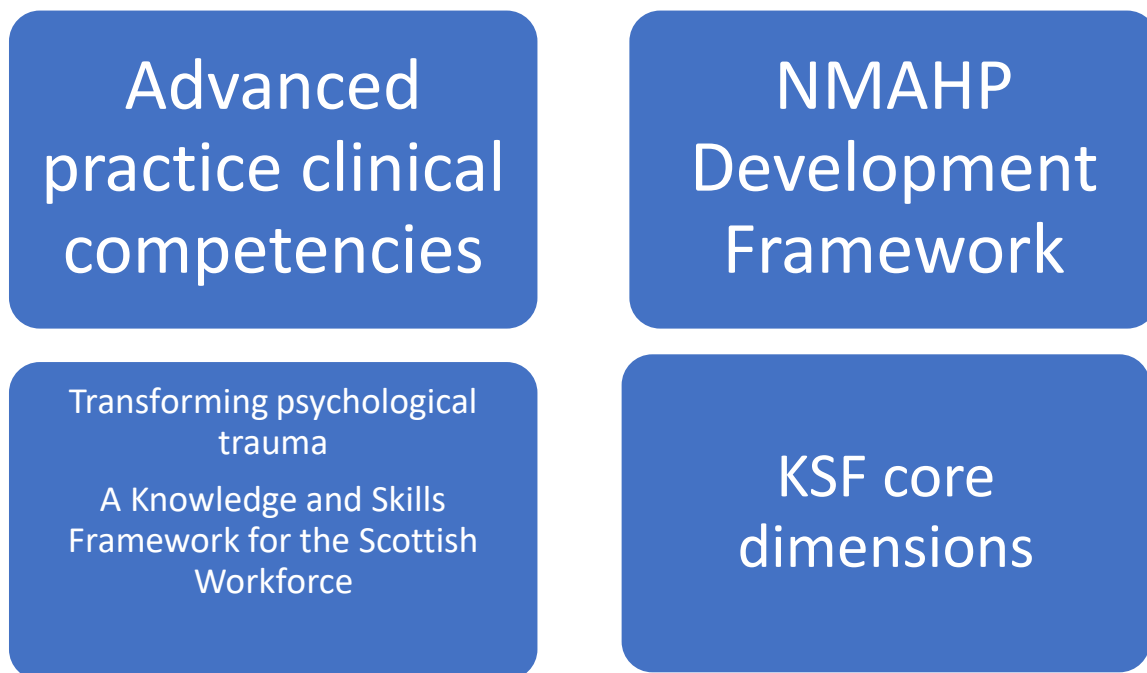 Advanced
practice clinical
competencies
NMAHP
Development
Framework
Transforming psychological
trauma
A Knowledge and Skills
Framework for the Scottish
Workforce
KSF core
dimensions